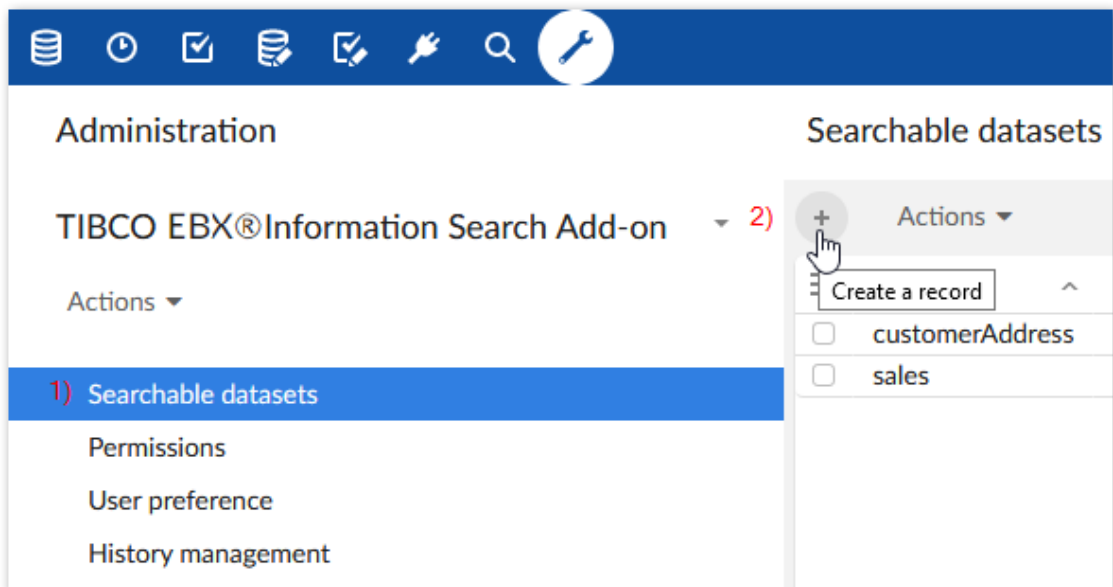 Administration
TIBCO EBX®Information Search Add-on
Actions
1) Searchable datasets
Permissions
User preference
History management
Searchable datasets
2) +
Actions
Create a record
customerAddress
sales